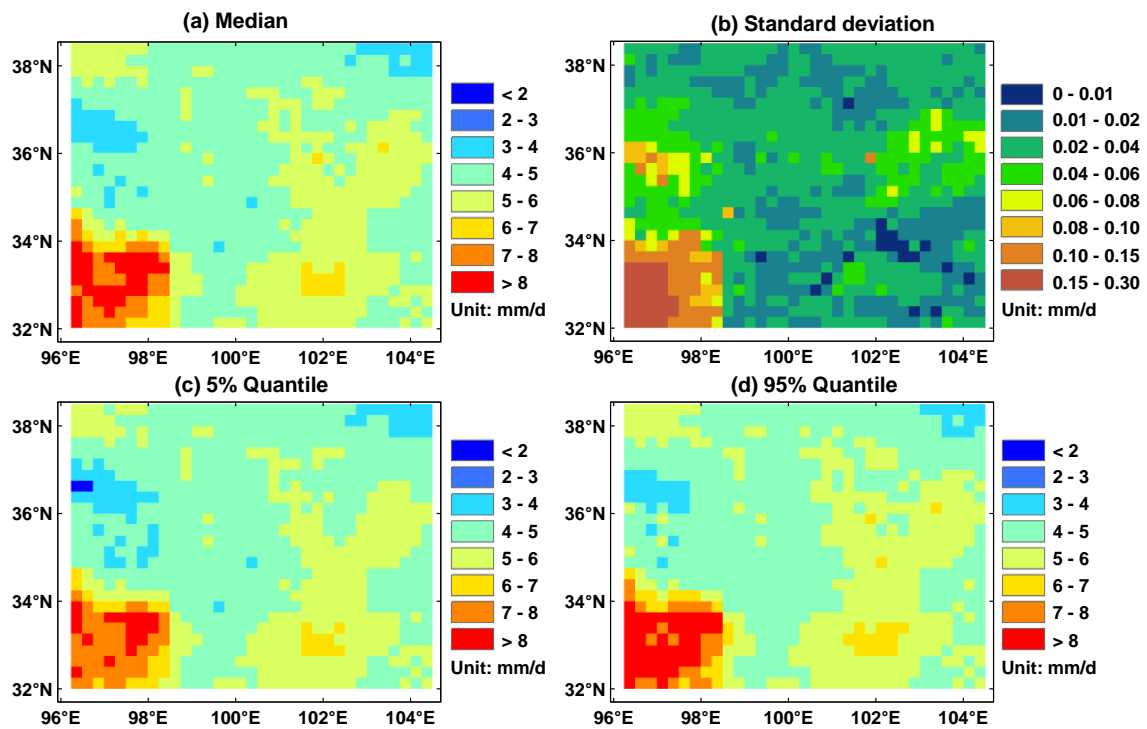 (a) Median
38°N
36°N
34°N
32°N
96°E 98°E 100°E 102°E 104°E
< 2
2 - 3
3 - 4
4 - 5
5 - 6
6 - 7
7 - 8
> 8
Unit: mm/d
(b) Standard deviation
38°N
36°N
34°N
32°N
96°E 98°E 100°E 102°E 104°E
0 - 0.01
0.01 - 0.02
0.02 - 0.04
0.04 - 0.06
0.06 - 0.08
0.08 - 0.10
0.10 - 0.15
0.15 - 0.30
Unit: mm/d
(c) 5% Quantile
38°N
36°N
34°N
32°N
96°E 98°E 100°E 102°E 104°E
< 2
2 - 3
3 - 4
4 - 5
5 - 6
6 - 7
7 - 8
> 8
Unit: mm/d
(d) 95% Quantile
38°N
36°N
34°N
32°N
96°E 98°E 100°E 102°E 104°E
< 2
2 - 3
3 - 4
4 - 5
5 - 6
6 - 7
7 - 8
> 8
Unit: mm/d